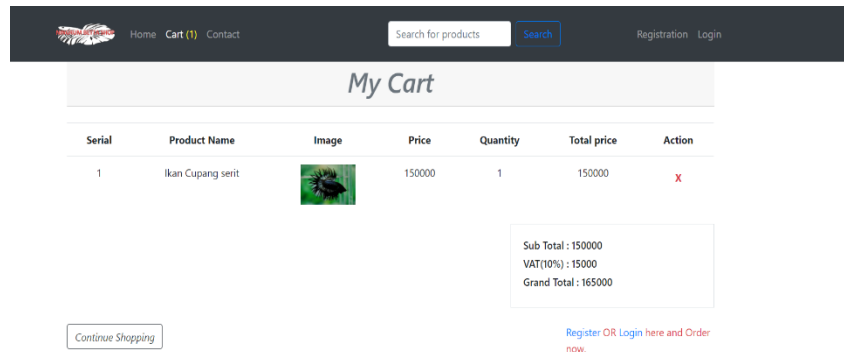 Home Cart (1) Contact Search for products Search Registration Login
My Cart
Serial Product Name Image Price Quantity Total price Action
1 Ikan Cupang serit 150000 1 150000 X
Sub Total : 150000
VAT(10%) : 15000
Grand Total : 165000
Continue Shopping
Register OR Login here and Order
now.